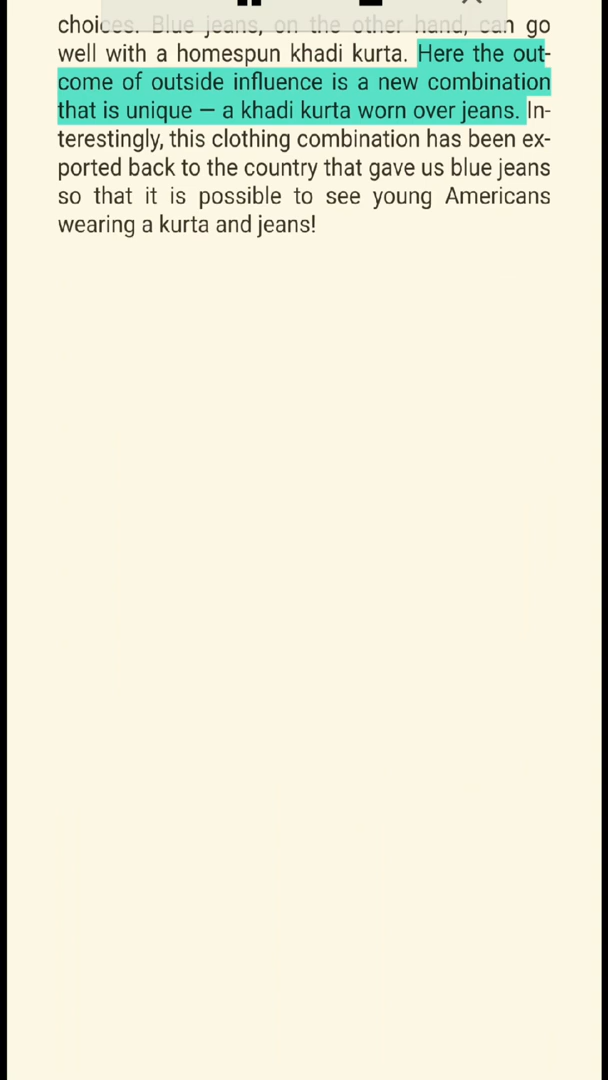 choices. Blue jeans, on the other hand, can go
well with a homespun khadi kurta. Here the out-
come of outside influence is a new combination
that is unique — a khadi kurta worn over jeans. In-
terestingly, this clothing combination has been ex-
ported back to the country that gave us blue jeans
so that it is possible to see young Americans
wearing a kurta and jeans!